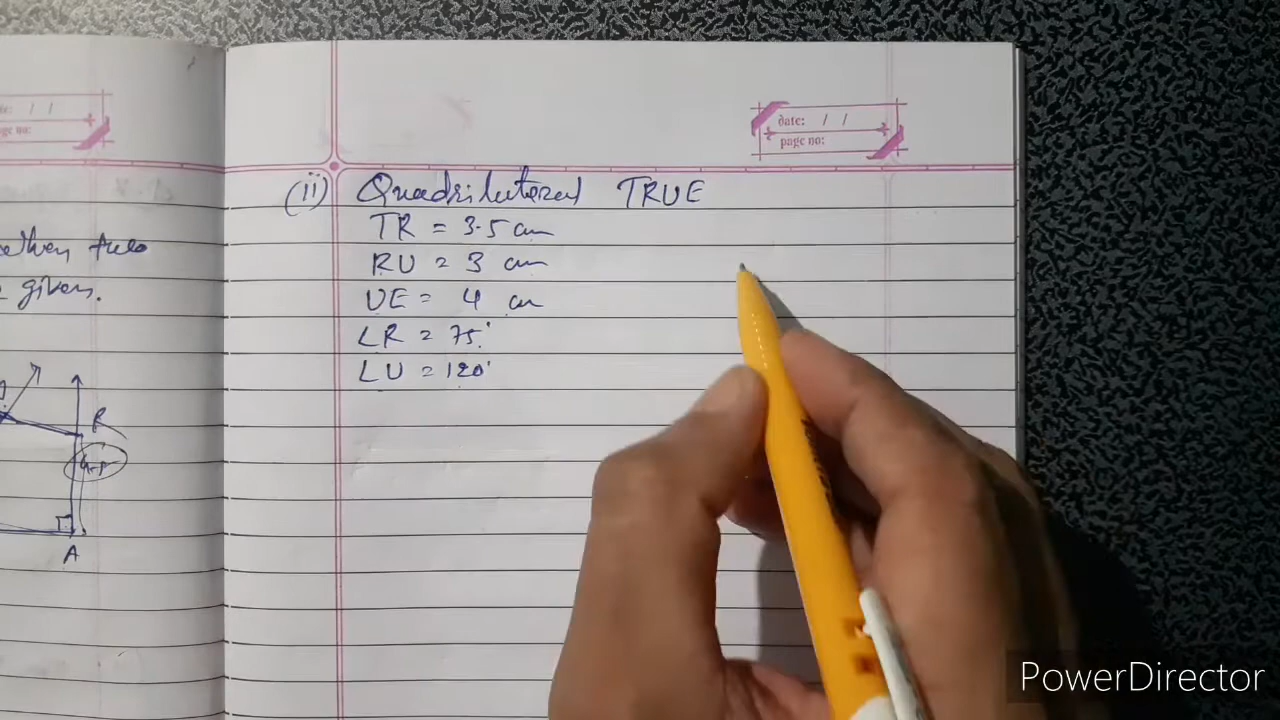 date: / /
page no:
(ii) Quadrilateral TRUE
TR = 3.5 cm
RU = 3 cm
UE = 4 cm
∠R = 75°
∠U = 120°
given.
R
A
PowerDirector